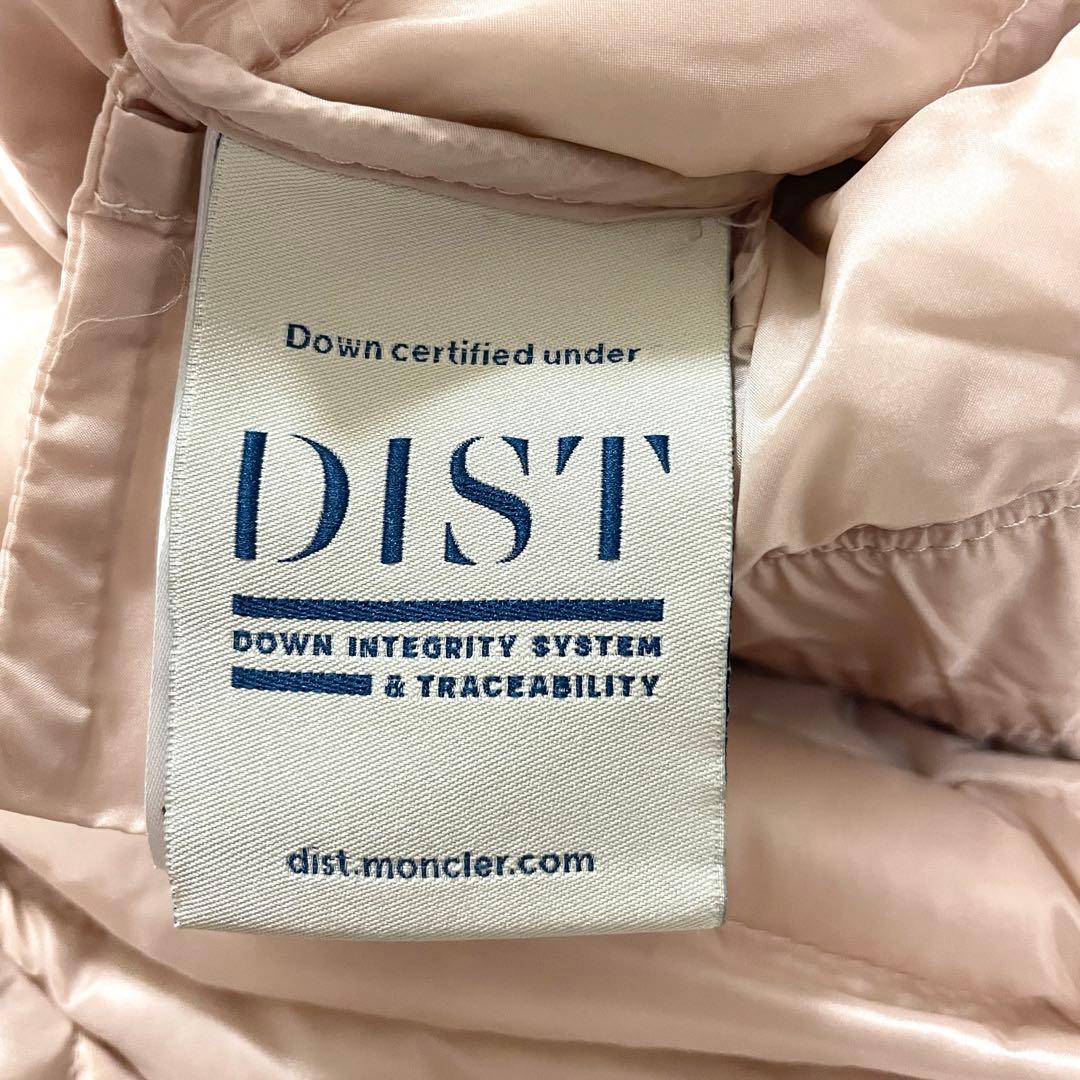 Down certified under
DIST
DOWN INTEGRITY SYSTEM
& TRACEABILITY
dist.moncler.com